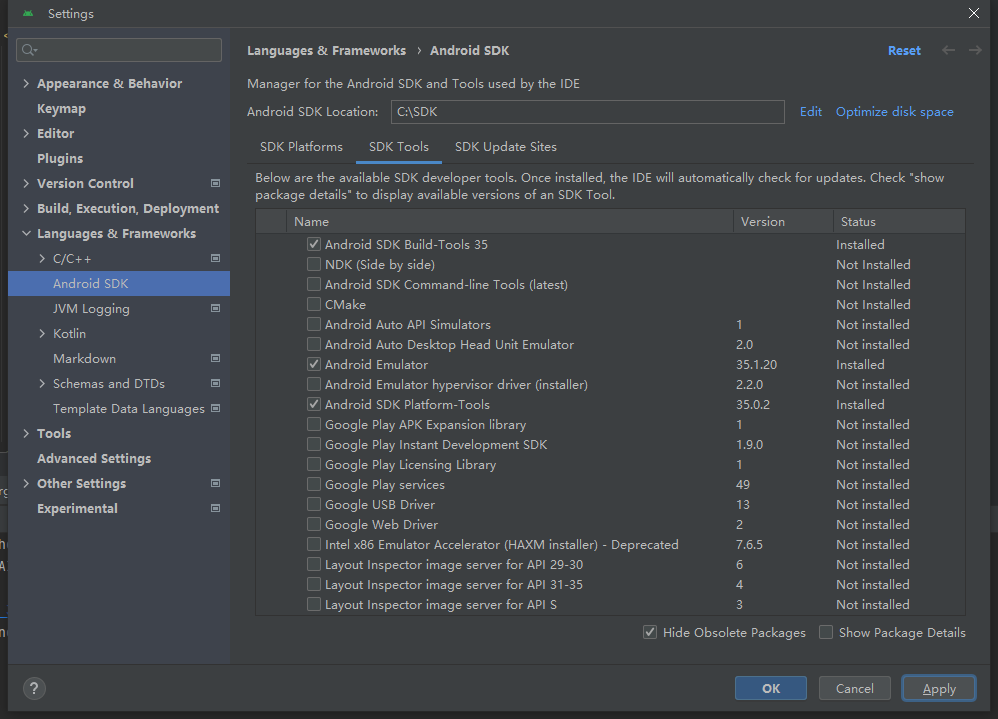 Settings
Languages & Frameworks › Android SDK
Reset
Appearance & Behavior
Keymap
Editor
Plugins
Version Control
Build, Execution, Deployment
Languages & Frameworks
C/C++
Android SDK
JVM Logging
Kotlin
Markdown
Schemas and DTDs
Template Data Languages
Tools
Advanced Settings
Other Settings
Experimental
Manager for the Android SDK and Tools used by the IDE
Android SDK Location: C:\SDK Edit Optimize disk space
SDK Platforms SDK Tools SDK Update Sites
Below are the available SDK developer tools. Once installed, the IDE will automatically check for updates. Check "show
package details" to display available versions of an SDK Tool.
Name Version Status
Android SDK Build-Tools 35 Installed
NDK (Side by side) Not Installed
Android SDK Command-line Tools (latest) Not Installed
CMake Not Installed
Android Auto API Simulators 1 Not installed
Android Auto Desktop Head Unit Emulator 2.0 Not installed
Android Emulator 35.1.20 Installed
Android Emulator hypervisor driver (installer) 2.2.0 Not installed
Android SDK Platform-Tools 35.0.2 Installed
Google Play APK Expansion library 1 Not installed
Google Play Instant Development SDK 1.9.0 Not installed
Google Play Licensing Library 1 Not installed
Google Play services 49 Not installed
Google USB Driver 13 Not installed
Google Web Driver 2 Not installed
Intel x86 Emulator Accelerator (HAXM installer) - Deprecated 7.6.5 Not installed
Layout Inspector image server for API 29-30 6 Not installed
Layout Inspector image server for API 31-35 4 Not installed
Layout Inspector image server for API S 3 Not installed
Hide Obsolete Packages Show Package Details
? OK Cancel Apply